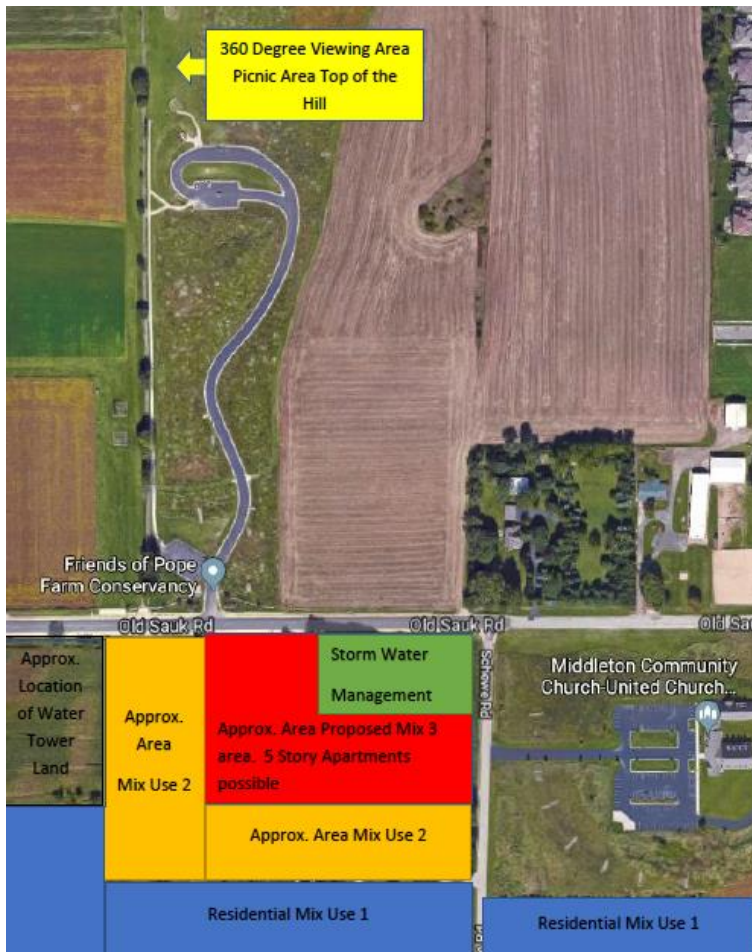 360 Degree Viewing Area
Picnic Area Top of the
Hill
Friends of Pope
Farm Conservancy
Old Sauk Rd
Old Sauk Rd
Old Sauk
Approx.
Location
of Water
Tower
Land
Approx.
Area
Mix Use 2
Storm Water
Management
Approx. Area Proposed Mix 3
area. 5 Story Apartments
possible
Approx. Area Mix Use 2
Schewe Rd
Middleton Community
Church-United Church...
Residential Mix Use 1
Residential Mix Use 1